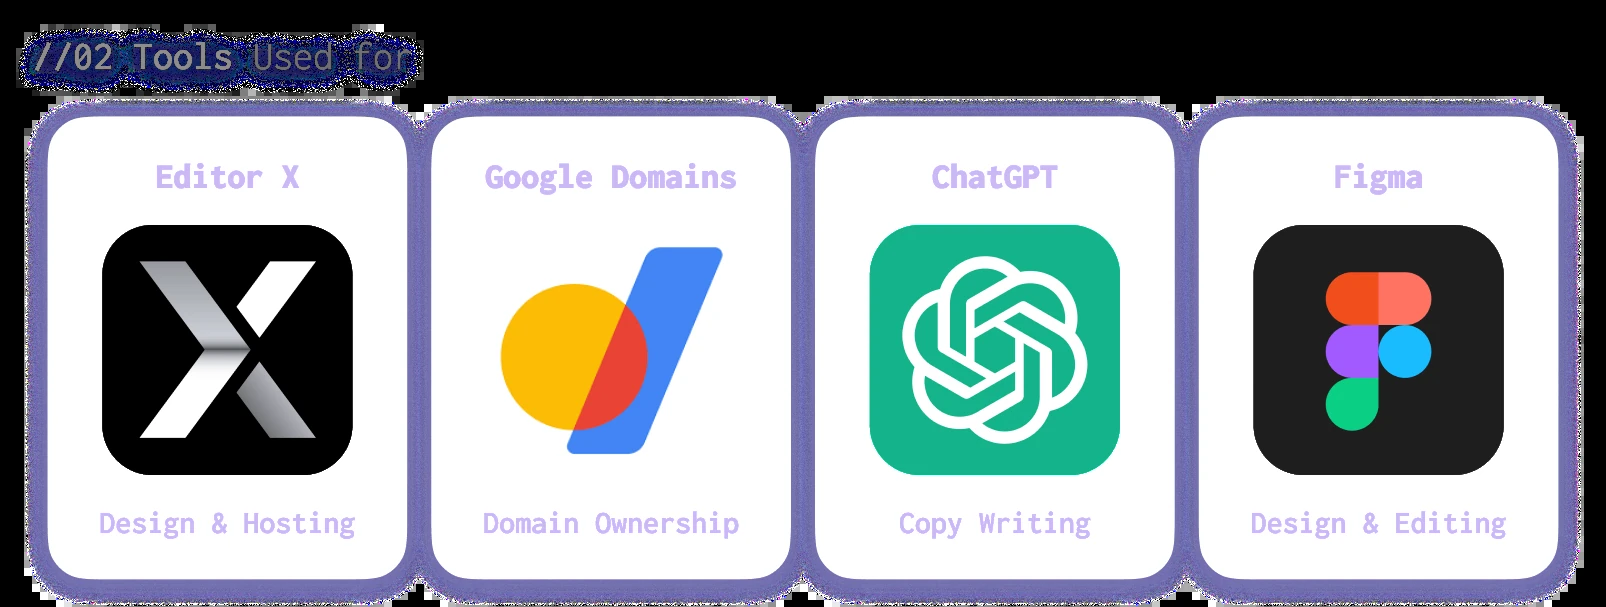 //02 Tools Used for
Editor X
Google Domains
ChatGPT
Figma
Design & Hosting
Domain Ownership
Copy Writing
Design & Editing